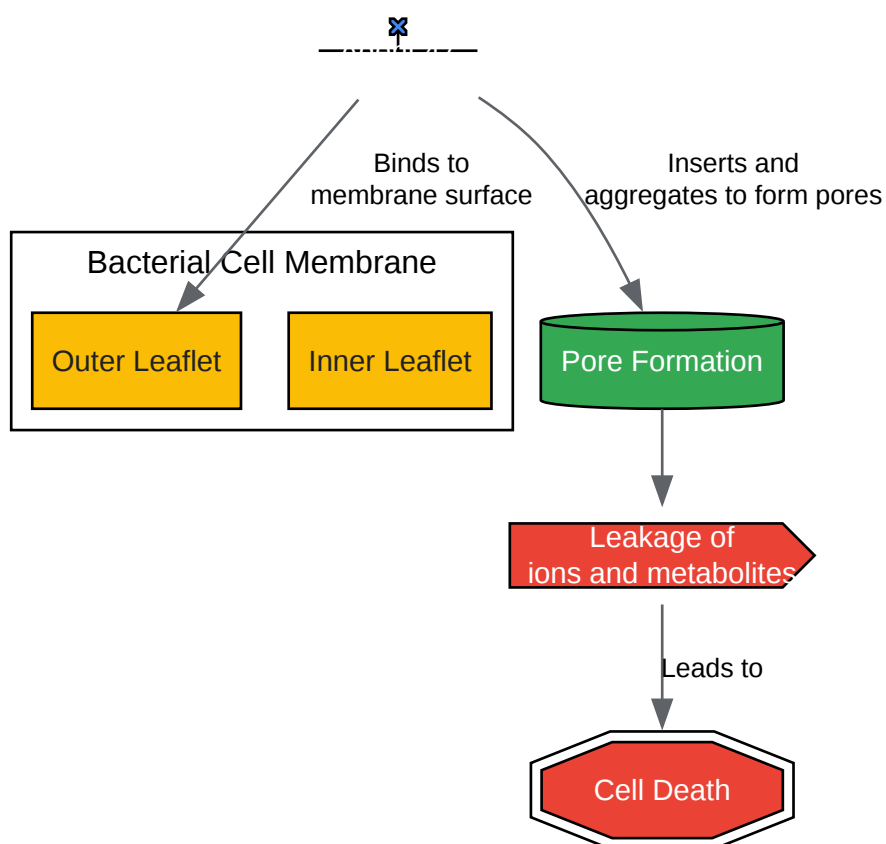 Binds to
membrane surface
Inserts and
aggregates to form pores
Bacterial Cell Membrane
Outer Leaflet
Inner Leaflet
Pore Formation
Leakage of
ions and metabolites
Leads to
Cell Death